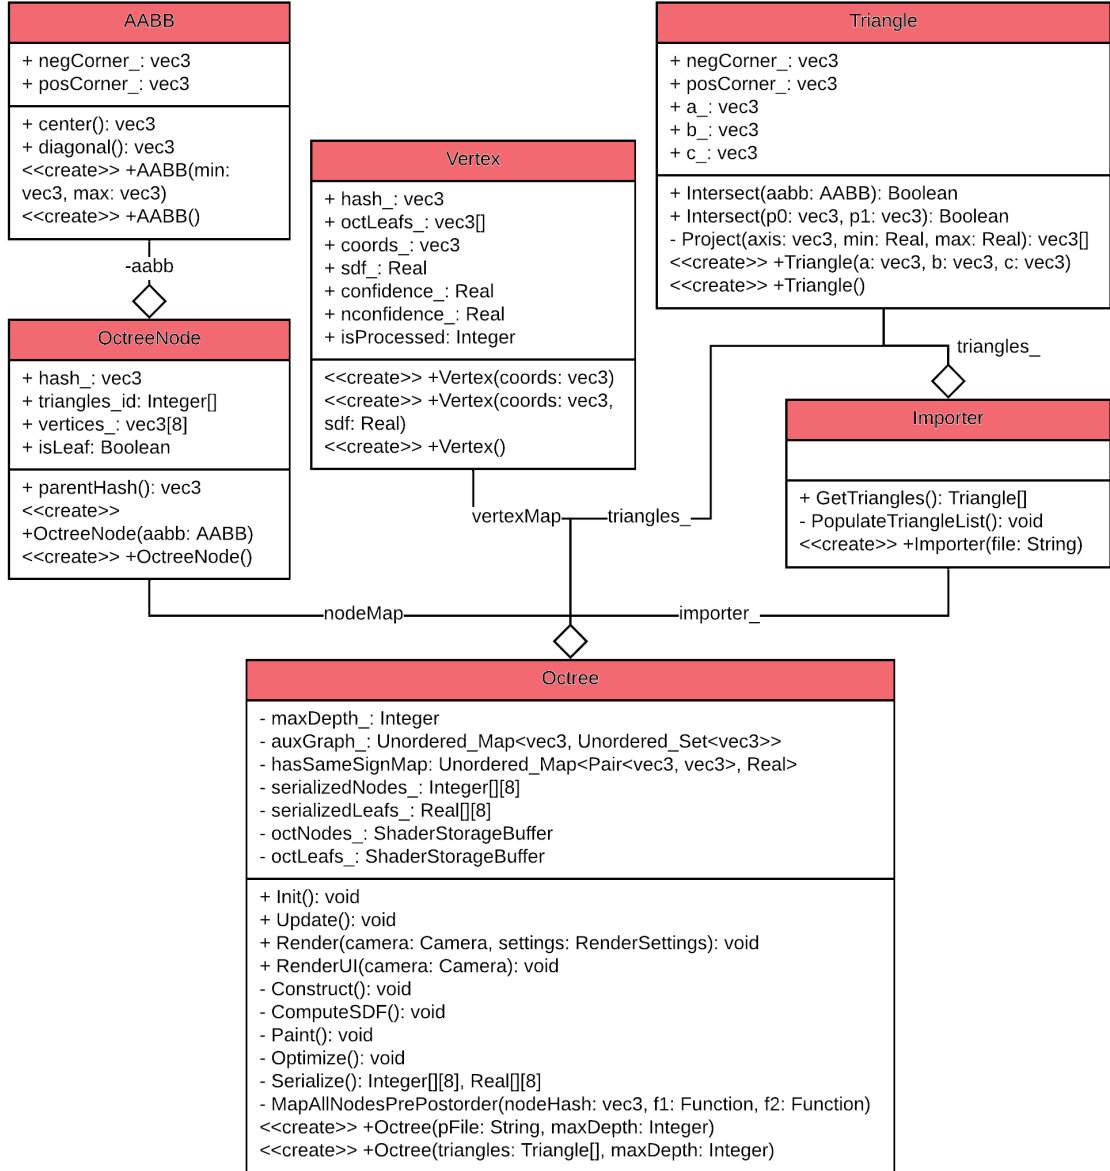 AABB
+ negCorner_: vec3
+ posCorner_: vec3
+ center(): vec3
+ diagonal(): vec3
<<create>> +AABB(min:
vec3, max: vec3)
<<create>> +AABB()
-aabb
OctreeNode
+ hash_: vec3
+ triangles_id: Integer[]
+ vertices_: vec3[8]
+ isLeaf: Boolean
+ parentHash(): vec3
<<create>>
+OctreeNode(aabb: AABB)
<<create>> +OctreeNode()
Vertex
+ hash_: vec3
+ octLeafs_: vec3[]
+ coords_: vec3
+ sdf_: Real
+ confidence_: Real
+ nconfidence_: Real
+ isProcessed: Integer
<<create>> +Vertex(coords: vec3)
<<create>> +Vertex(coords: vec3,
sdf: Real)
<<create>> +Vertex()
Triangle
+ negCorner_: vec3
+ posCorner_: vec3
+ a_: vec3
+ b_: vec3
+ c_: vec3
+ Intersect(aabb: AABB): Boolean
+ Intersect(p0: vec3, p1: vec3): Boolean
- Project(axis: vec3, min: Real, max: Real): vec3[]
<<create>> +Triangle(a: vec3, b: vec3, c: vec3)
<<create>> +Triangle()
triangles_
Importer
+ GetTriangles(): Triangle[]
- PopulateTriangleList(): void
<<create>> +Importer(file: String)
vertexMap
triangles_
nodeMap
importer_
Octree
- maxDepth_: Integer
- auxGraph_: Unordered_Map<vec3, Unordered_Set<vec3>>
- hasSameSignMap: Unordered_Map<Pair<vec3, vec3>, Real>
- serializedNodes_: Integer[][8]
- serializedLeafs_: Real[][8]
- octNodes_: ShaderStorageBuffer
- octLeafs_: ShaderStorageBuffer
+ Init(): void
+ Update(): void
+ Render(camera: Camera, settings: RenderSettings): void
+ RenderUI(camera: Camera): void
- Construct(): void
- ComputeSDF(): void
- Paint(): void
- Optimize(): void
- Serialize(): Integer[][8], Real[][8]
- MapAllNodesPrePostorder(nodeHash: vec3, f1: Function, f2: Function)
<<create>> +Octree(pFile: String, maxDepth: Integer)
<<create>> +Octree(triangles: Triangle[], maxDepth: Integer)